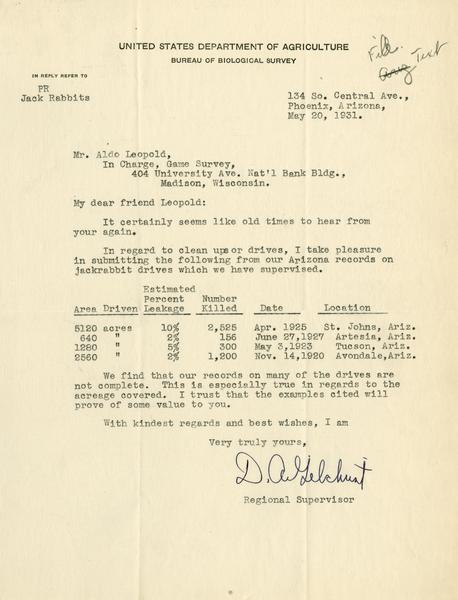 UNITED STATES DEPARTMENT OF AGRICULTURE
BUREAU OF BIOLOGICAL SURVEY
File.
Text
IN REPLY REFER TO
PR
Jack Rabbits
134 So. Central Ave.,
Phoenix, Arizona,
May 20, 1931.
Mr. Aldo Leopold,
In Charge, Game Survey,
404 University Ave. Nat'l Bank Bldg.,
Madison, Wisconsin.
My dear friend Leopold:
It certainly seems like old times to hear from
your again.
In regard to clean ups or drives, I take pleasure
in submitting the following from our Arizona records on
jackrabbit drives which we have supervised.
Estimated
Percent Number
Area Driven Leakage Killed Date Location
5120 acres 10% 2,525 Apr. 1925 St. Johns, Ariz.
640 " 2% 156 June 27,1927 Artesia, Ariz.
1280 " 5% 300 May 3,1923 Tucson, Ariz.
2560 " 2% 1,200 Nov. 14,1920 Avondale,Ariz.
We find that our records on many of the drives are
not complete. This is especially true in regards to the
acreage covered. I trust that the examples cited will
prove of some value to you.
With kindest regards and best wishes, I am
Very truly yours,
D. A. Gilchrist
Regional Supervisor